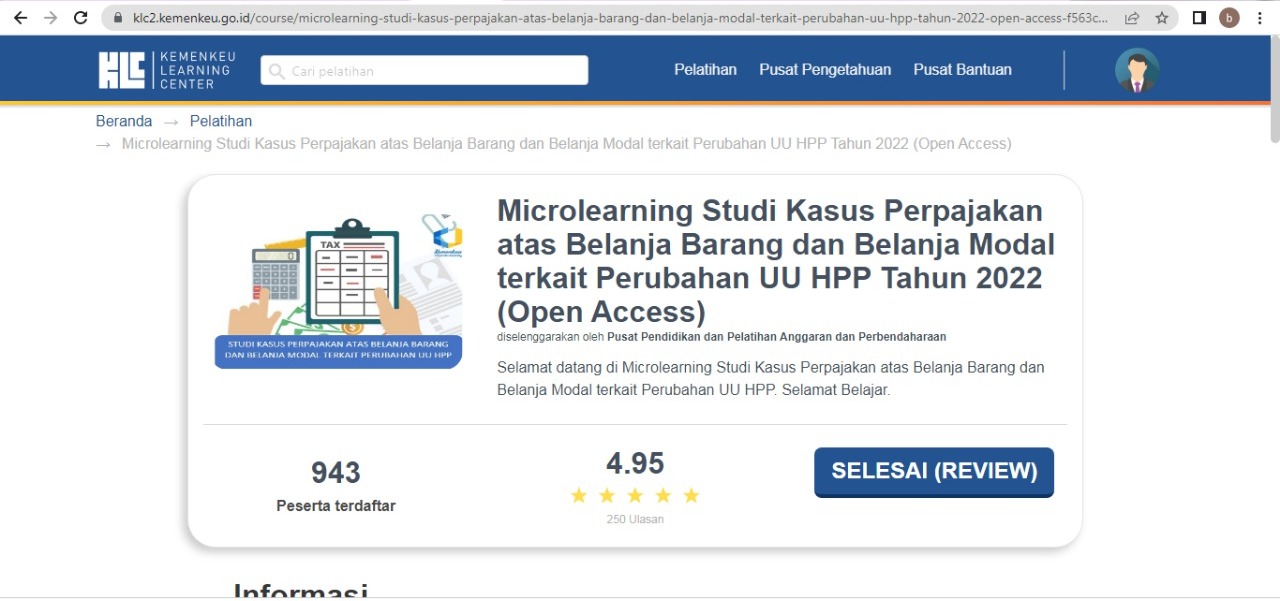 klc2.kemenkeu.go.id/course/microlearning-studi-kasus-perpajakan-atas-belanja-barang-dan-belanja-modal-terkait-perubahan-uu-hpp-tahun-2022-open-access-f563c...
b
KLC
KEMENKEU
LEARNING
CENTER
Cari pelatihan
Pelatihan
Pusat Pengetahuan
Pusat Bantuan
Beranda → Pelatihan
→ Microlearning Studi Kasus Perpajakan atas Belanja Barang dan Belanja Modal terkait Perubahan UU HPP Tahun 2022 (Open Access)
TAX
0
STUDI KASUS PERPAJAKAN ATAS BELANJA BARANG
DAN BELANJA MODAL TERKAIT PERUBAHAN UU HPP
Microlearning Studi Kasus Perpajakan
atas Belanja Barang dan Belanja Modal
terkait Perubahan UU HPP Tahun 2022
(Open Access)
diselenggarakan oleh Pusat Pendidikan dan Pelatihan Anggaran dan Perbendaharaan
Selamat datang di Microlearning Studi Kasus Perpajakan atas Belanja Barang dan
Belanja Modal terkait Perubahan UU HPP. Selamat Belajar.
943
Peserta terdaftar
4.95
250 Ulasan
SELESAI (REVIEW)
Informasi